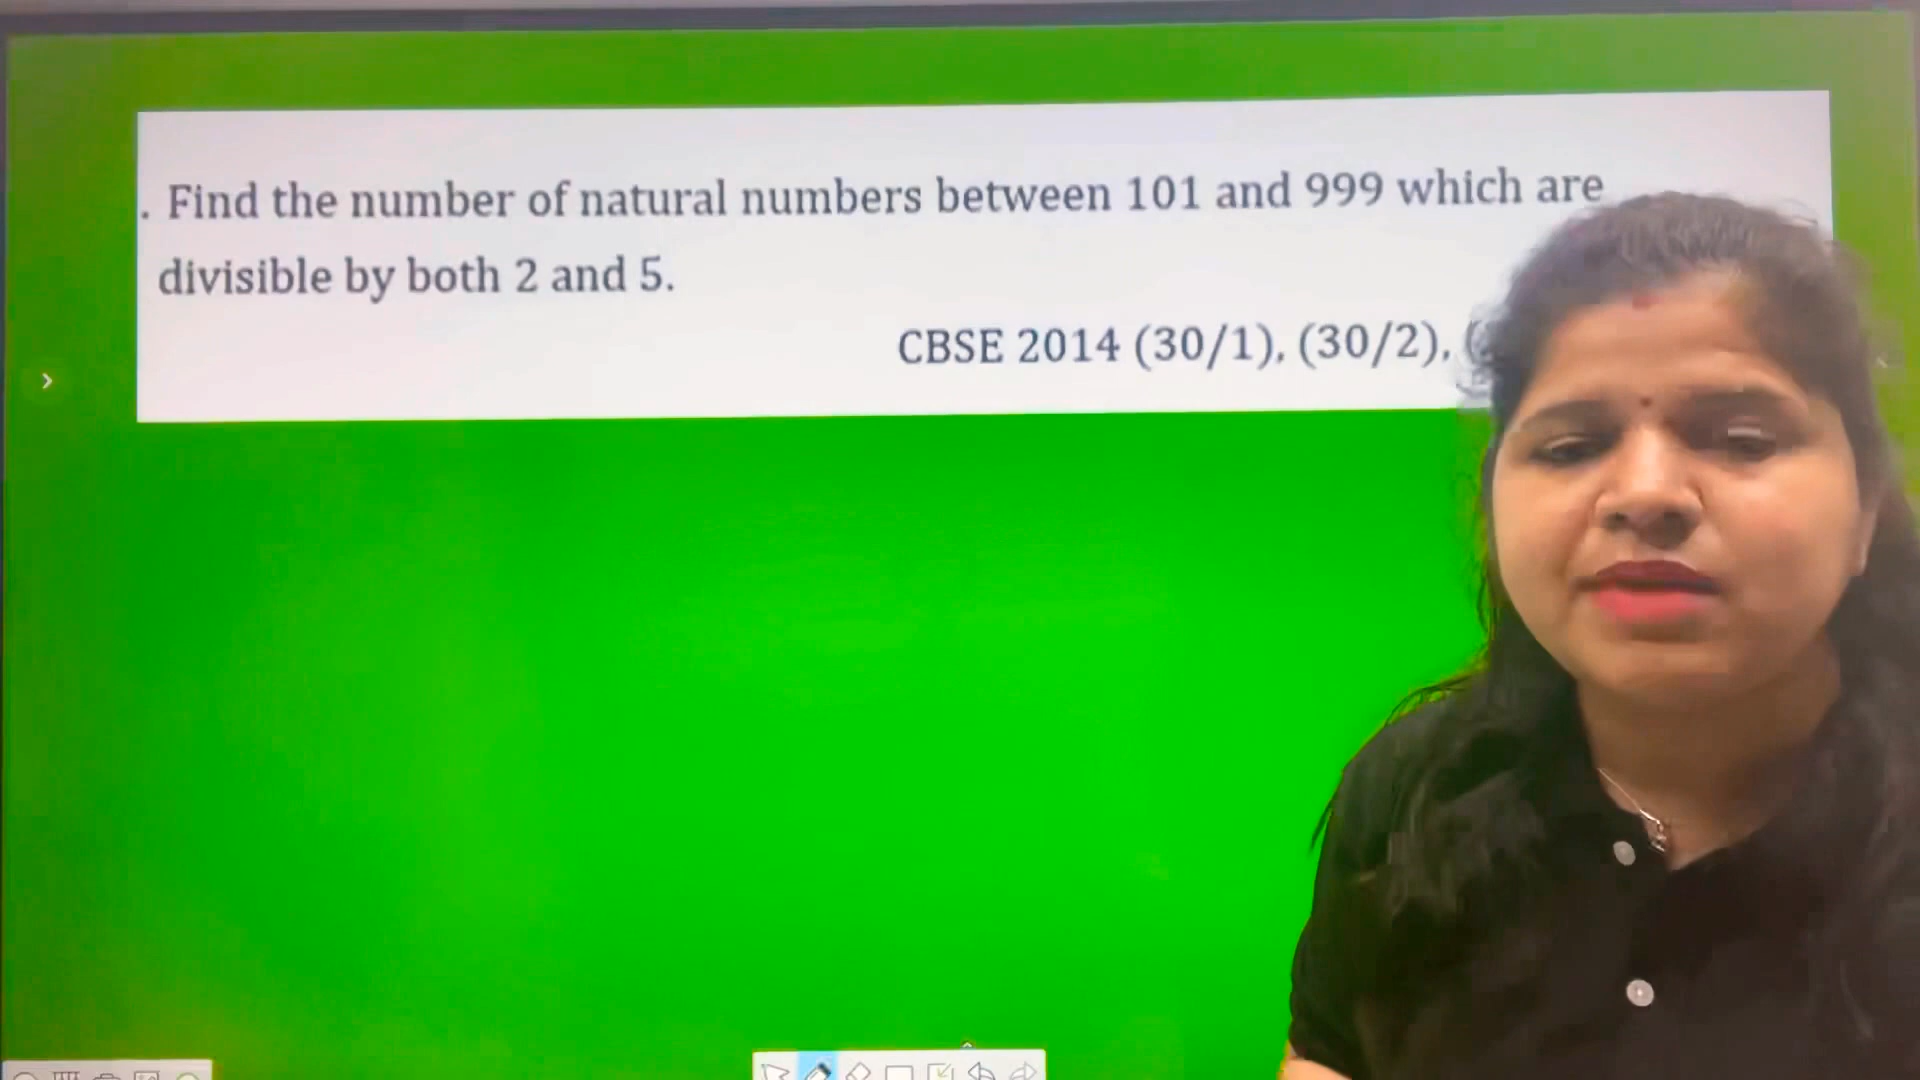 . Find the number of natural numbers between 101 and 999 which are
divisible by both 2 and 5.
CBSE 2014 (30/1), (30/2),